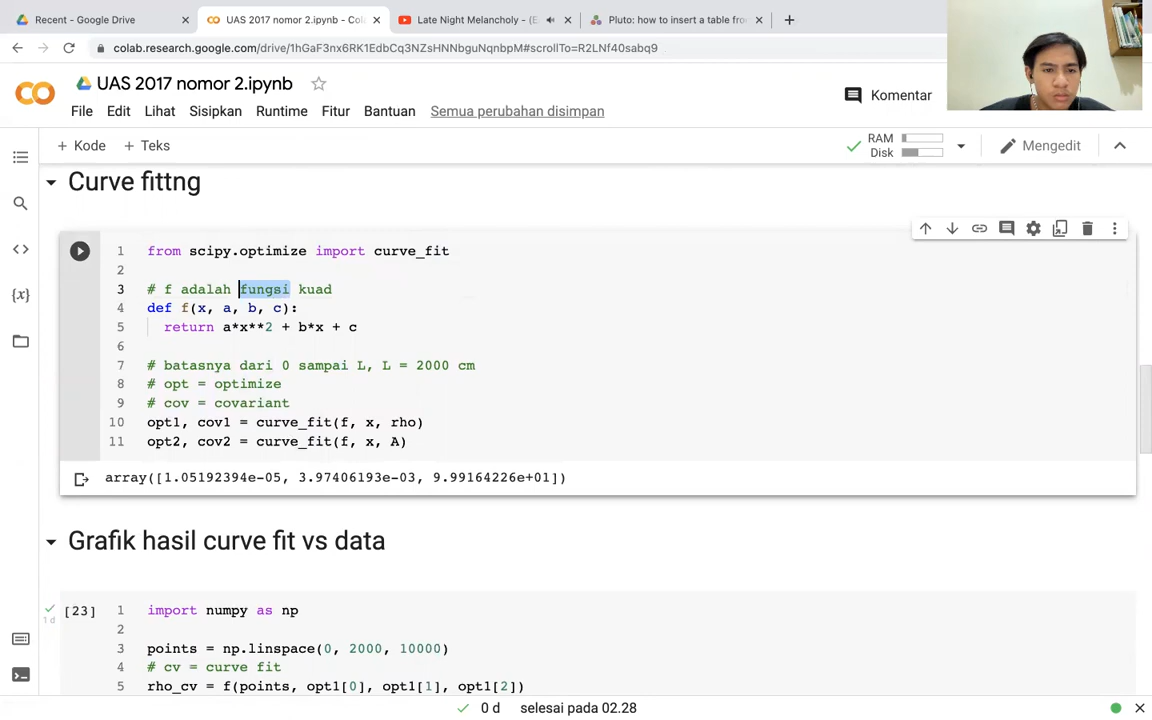 Recent - Google Drive
UAS 2017 nomor 2.ipynb - Col
Late Night Melancholy - (E
Pluto: how to insert a table fro
colab.research.google.com/drive/1hGaF3nx6RK1EdbCq3NZsHNNbguNqnbpM#scrollTo=R2LNf40sabq9
UAS 2017 nomor 2.ipynb
File Edit Lihat Sisipkan Runtime Fitur Bantuan Semua perubahan disimpan
Komentar
+ Kode + Teks
RAM
Disk
Mengedit
Curve fittng
1 from scipy.optimize import curve_fit
2
3 # f adalah fungsi kuad
4 def f(x, a, b, c):
5 return a*x**2 + b*x + c
6
7 # batasnya dari 0 sampai L, L = 2000 cm
8 # opt = optimize
9 # cov = covariant
10 opt1, cov1 = curve_fit(f, x, rho)
11 opt2, cov2 = curve_fit(f, x, A)
array([1.05192394e-05, 3.97406193e-03, 9.99164226e+01])
Grafik hasil curve fit vs data
[23] 1 import numpy as np
1 d 2
3 points = np.linspace(0, 2000, 10000)
4 # cv = curve fit
5 rho_cv = f(points, opt1[0], opt1[1], opt1[2])
0 d selesai pada 02.28